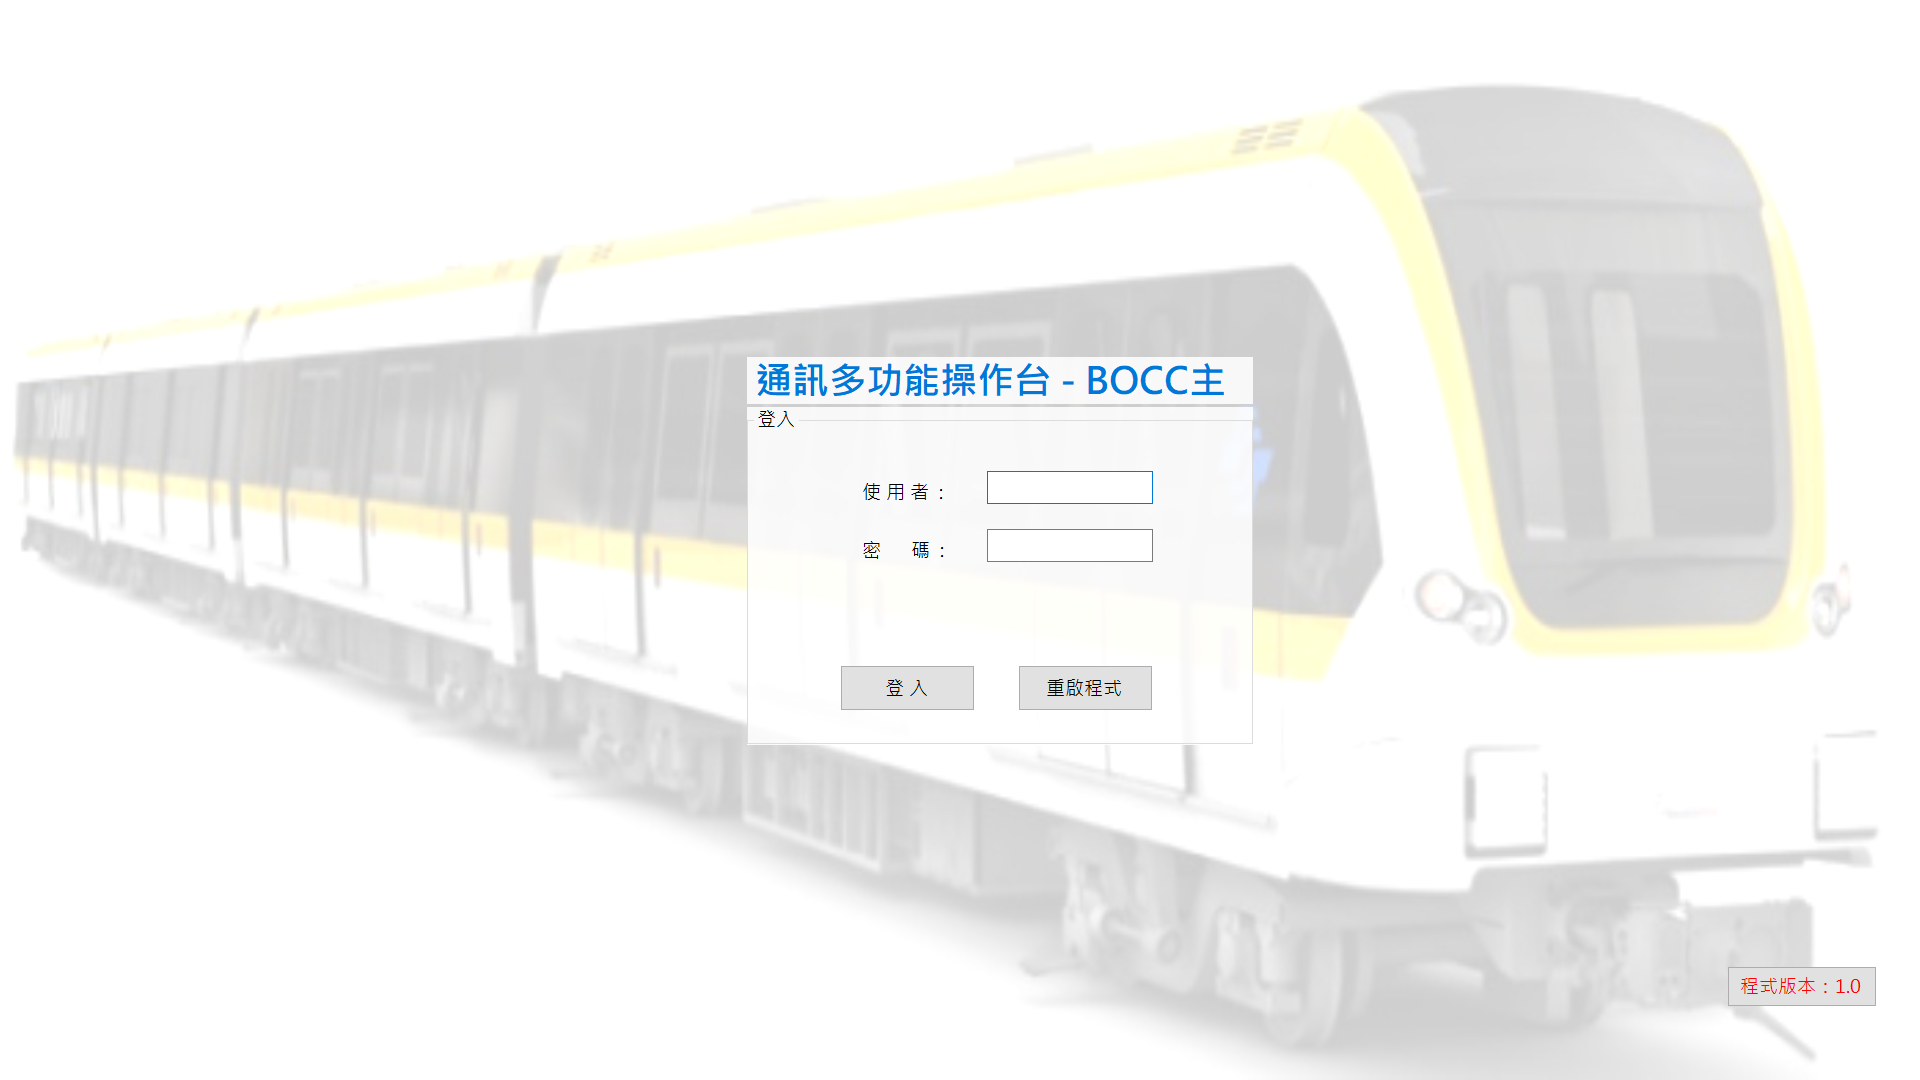 通訊多功能操作台 - BOCC主
登入
使用者：
密　碼：
登 入
重啟程式
程式版本：1.0